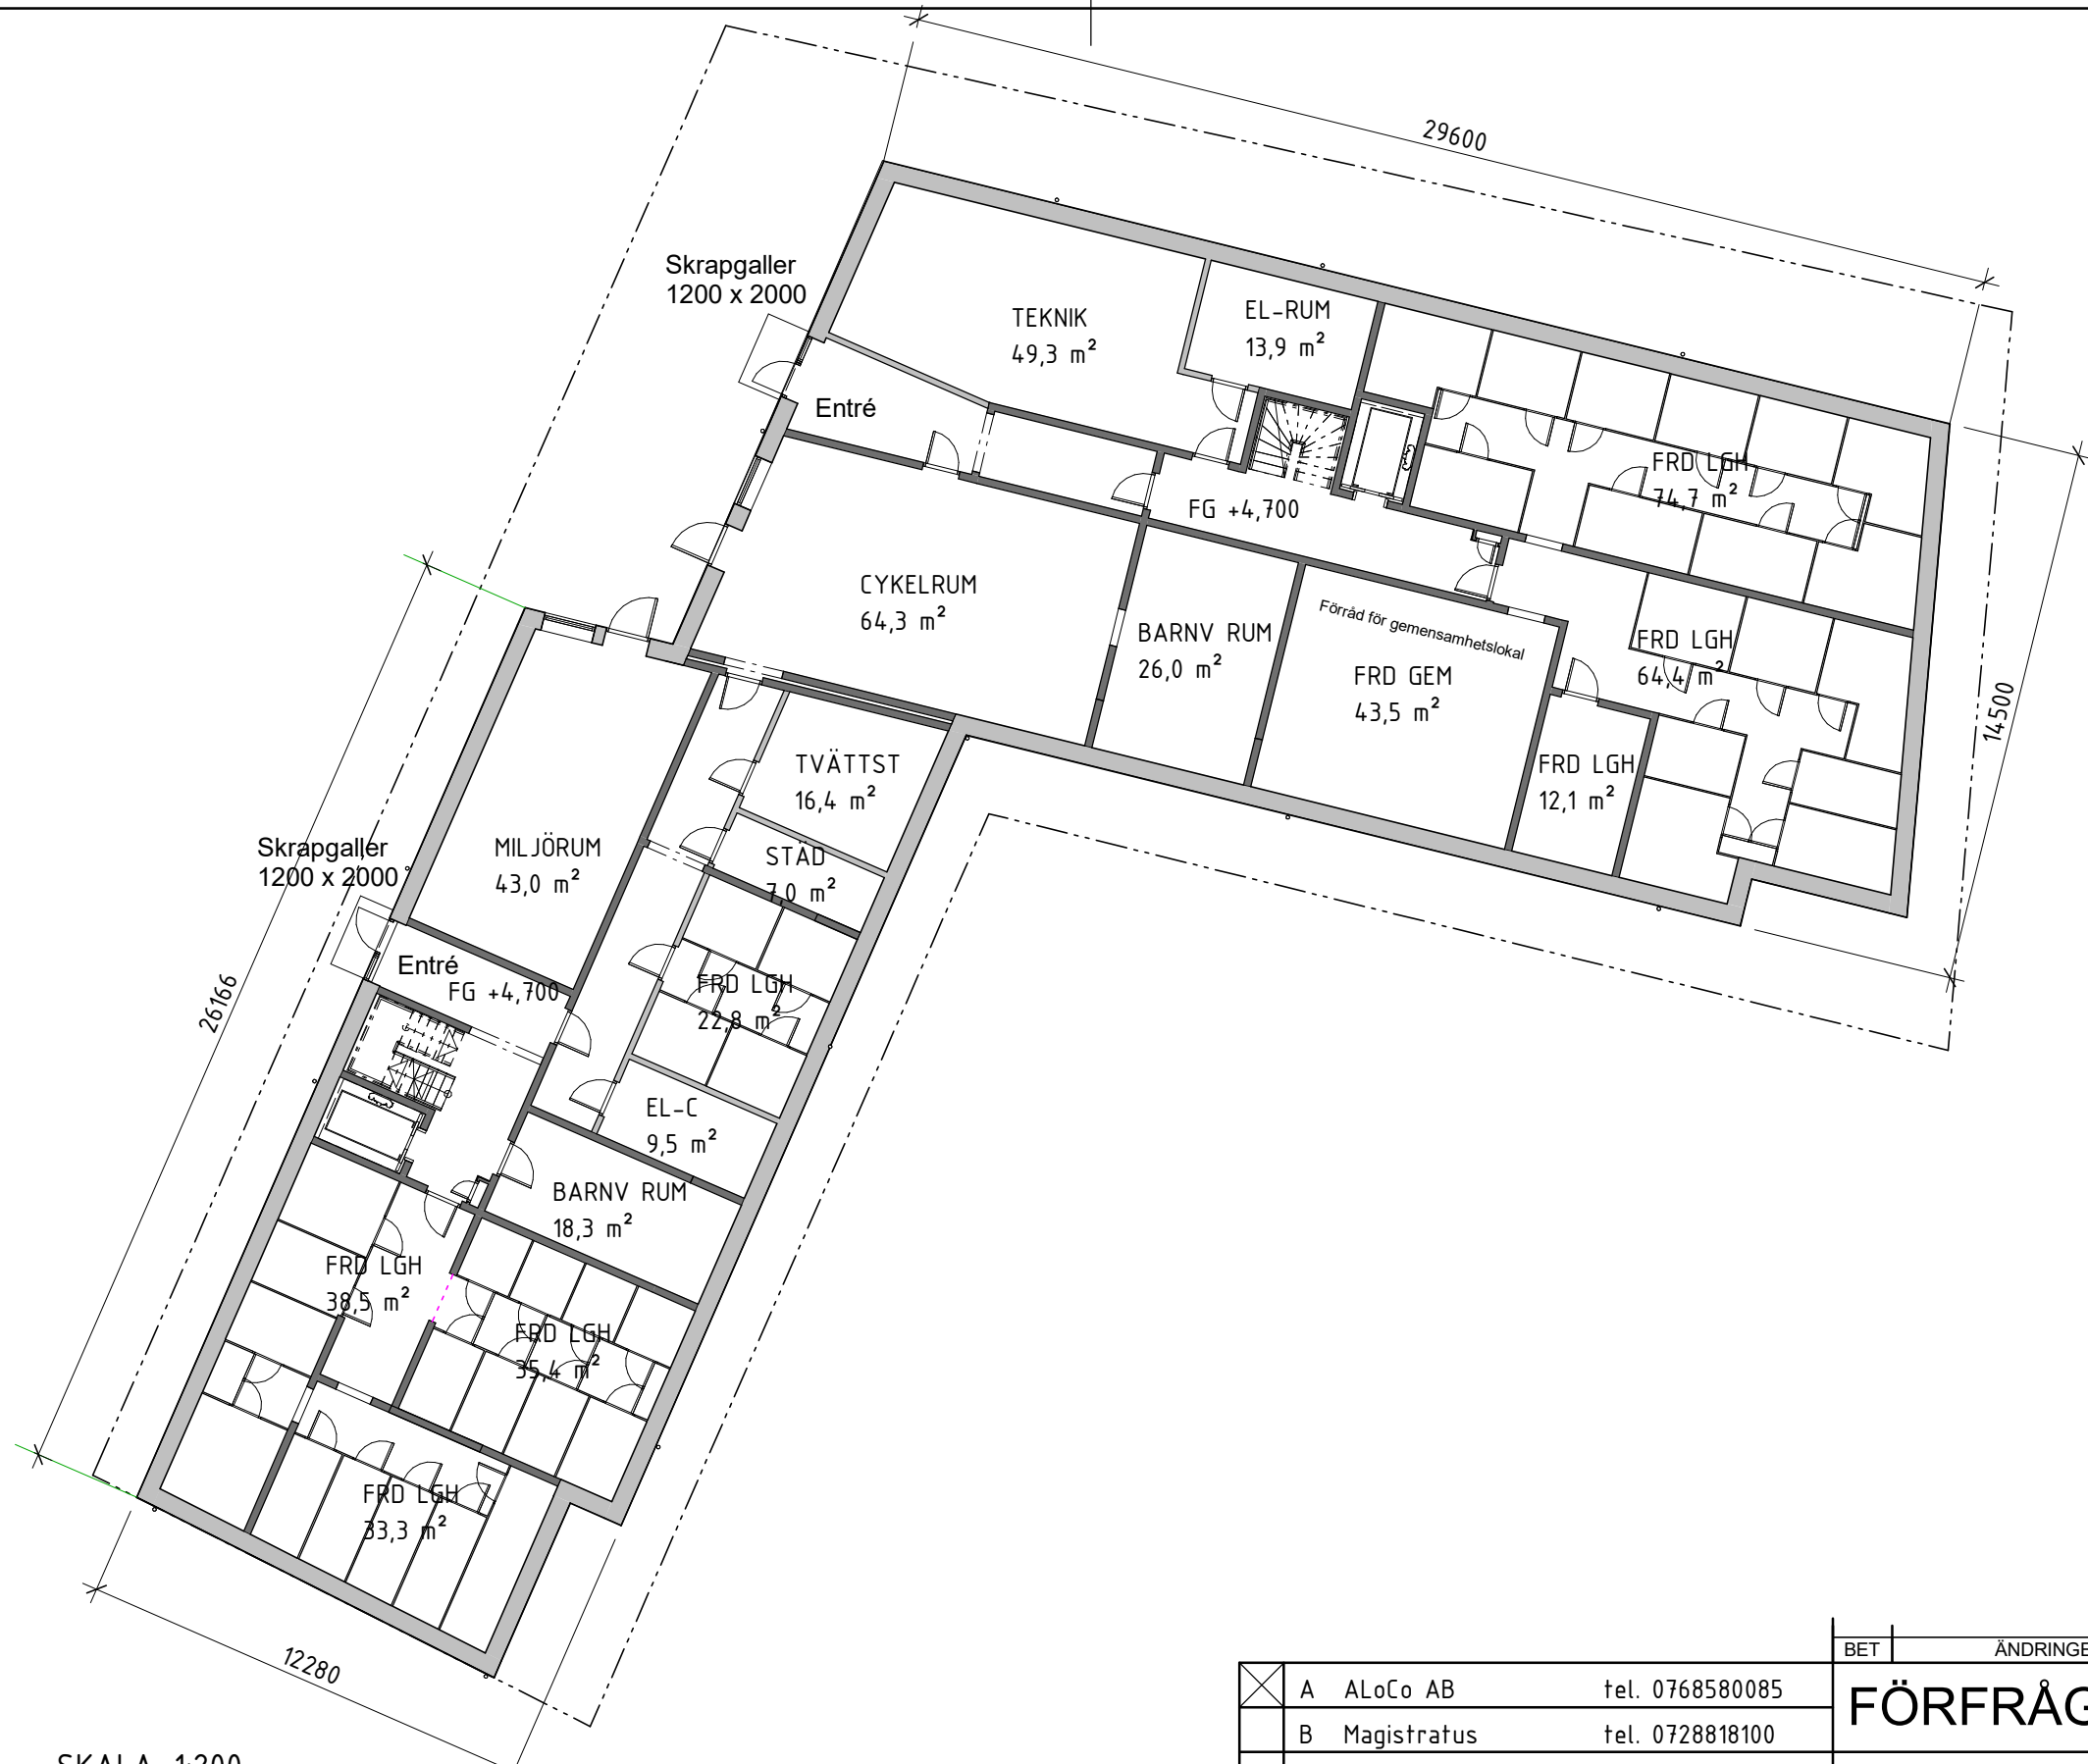 29600
Skrapgaller
1200 x 2000
TEKNIK
49,3 m²
EL-RUM
13,9 m²
Entré
FRD LGH
74,7 m²
FG +4,700
CYKELRUM
64,3 m²
BARNV RUM
26,0 m²
Förråd för gemensamhetslokal
FRD GEM
43,5 m²
FRD LGH
64,4 m²
14500
FRD LGH
12,1 m²
TVÄTTST
16,4 m²
MILJÖRUM
43,0 m²
STÄD
7,0 m²
Skrapgaller
1200 x 2000
Entré
FG +4,700
26166
FRD LGH
22,8 m²
EL-C
9,5 m²
BARNV RUM
18,3 m²
FRD LGH
38,5 m²
FRD LGH
35,4 m²
FRD LGH
33,3 m²
12280
SKALA 1:200
BET ÄNDRINGE
A ALoCo AB tel. 0768580085
B Magistratus tel. 0728818100
FÖRFRÅG